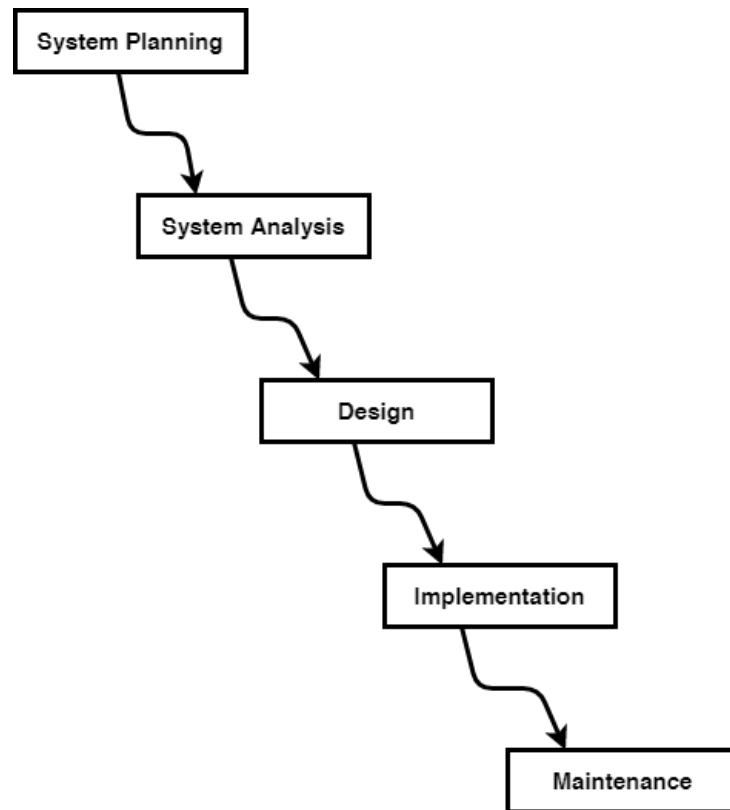 System Planning
System Analysis
Design
Implementation
Maintenance